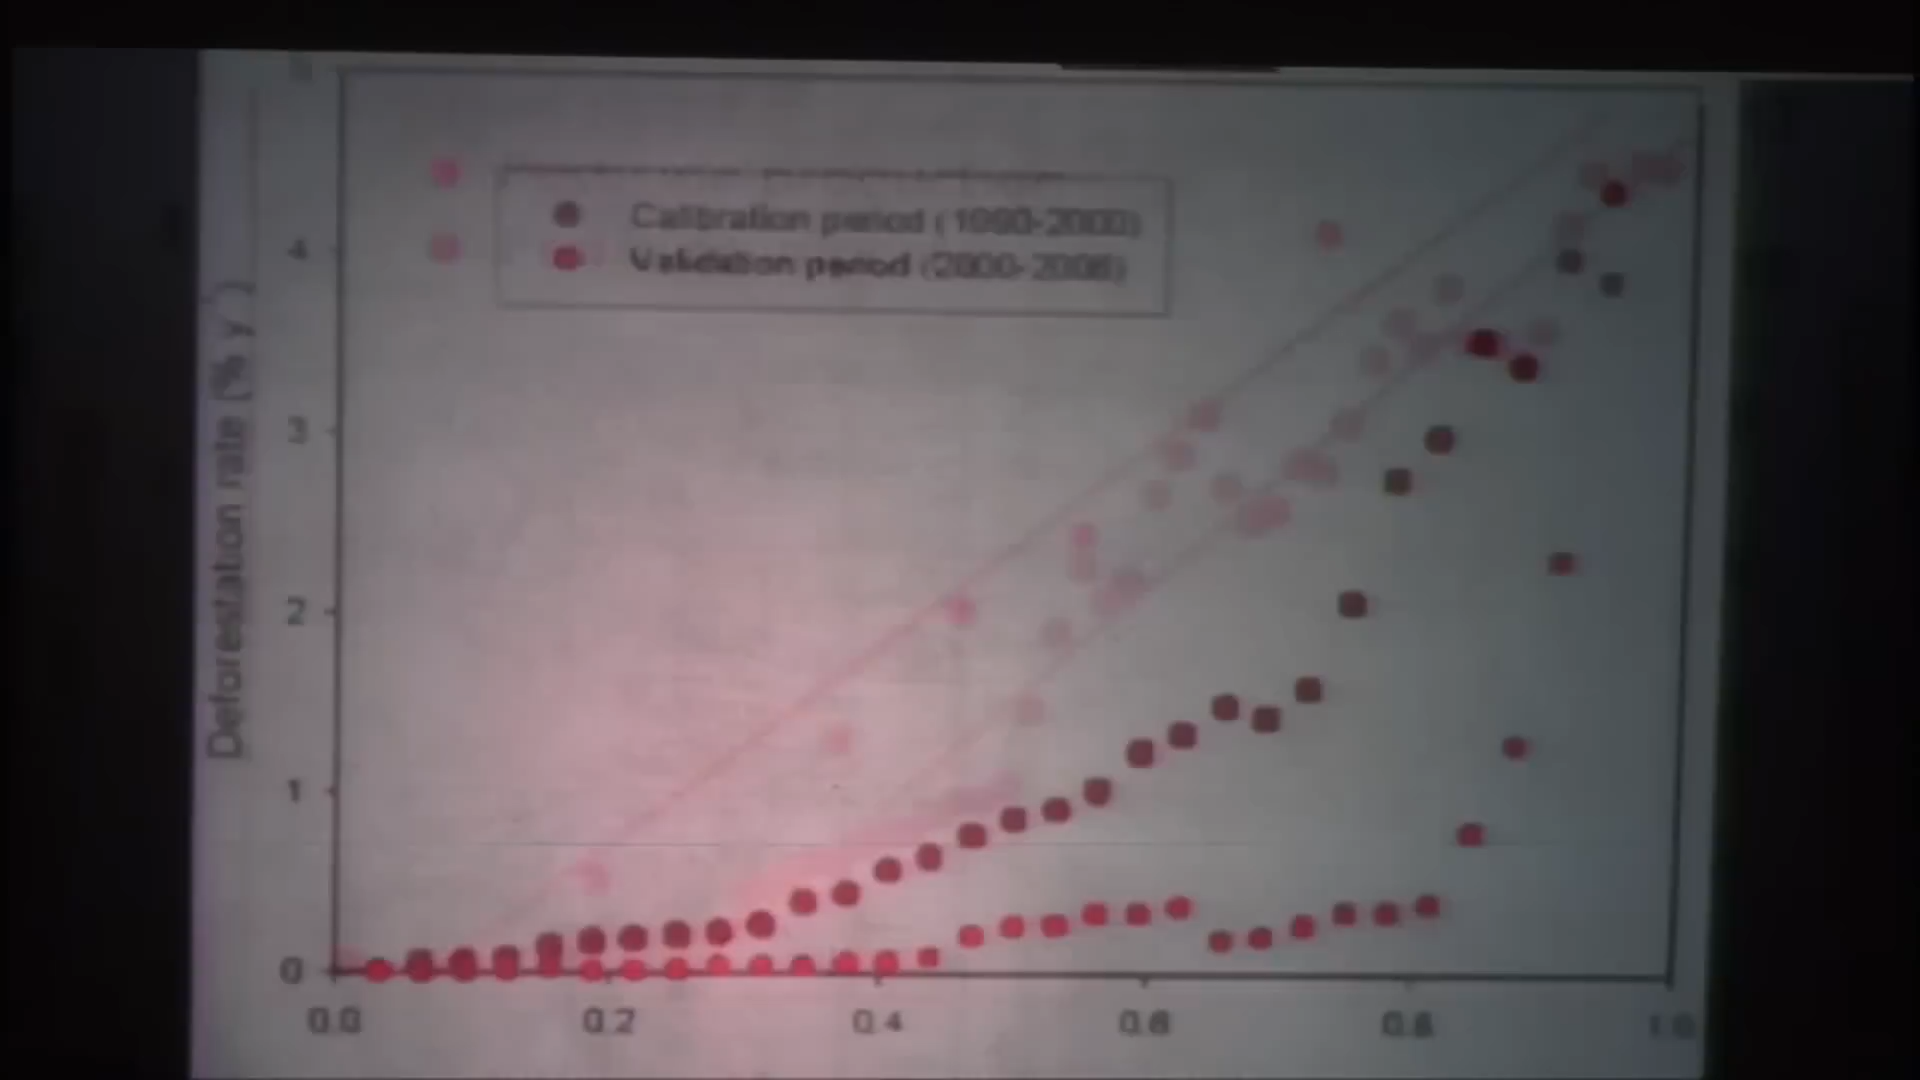 Calibration period (1990-2000)
Validation period (2000-2006)
Deforestation rate (% y
4
3
2
1
0
0.0 0.2 0.4 0.6 0.8 1.0